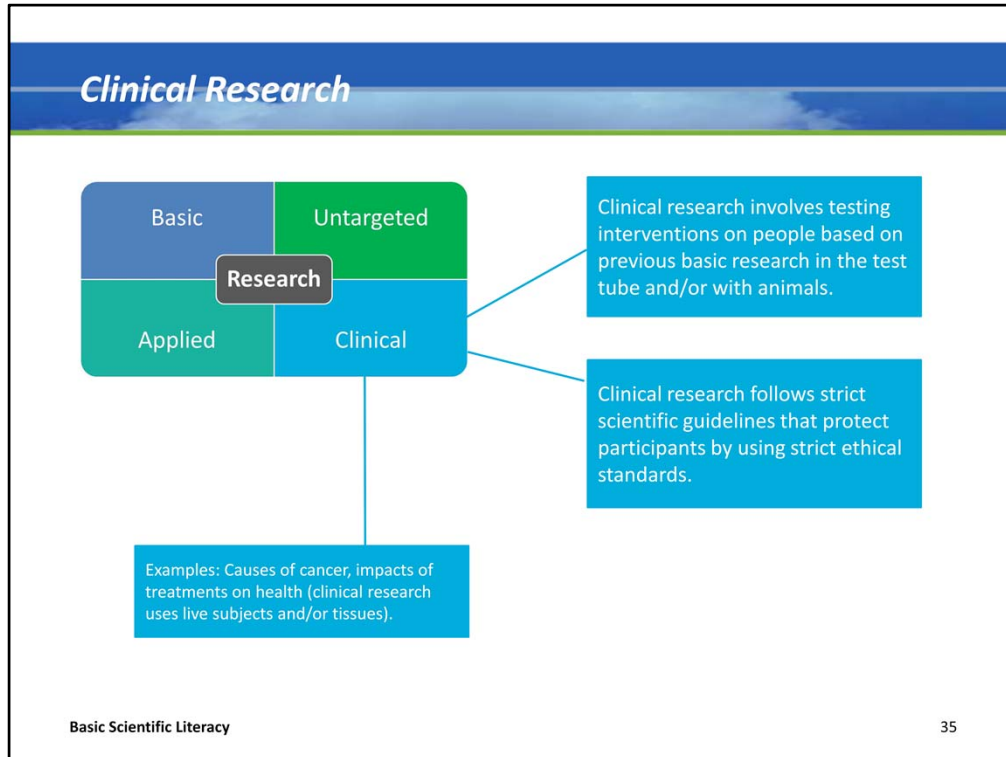 Clinical Research
Basic
Untargeted
Research
Applied
Clinical
Clinical research involves testing
interventions on people based on
previous basic research in the test
tube and/or with animals.
Clinical research follows strict
scientific guidelines that protect
participants by using strict ethical
standards.
Examples: Causes of cancer, impacts of
treatments on health (clinical research
uses live subjects and/or tissues).
Basic Scientific Literacy
35